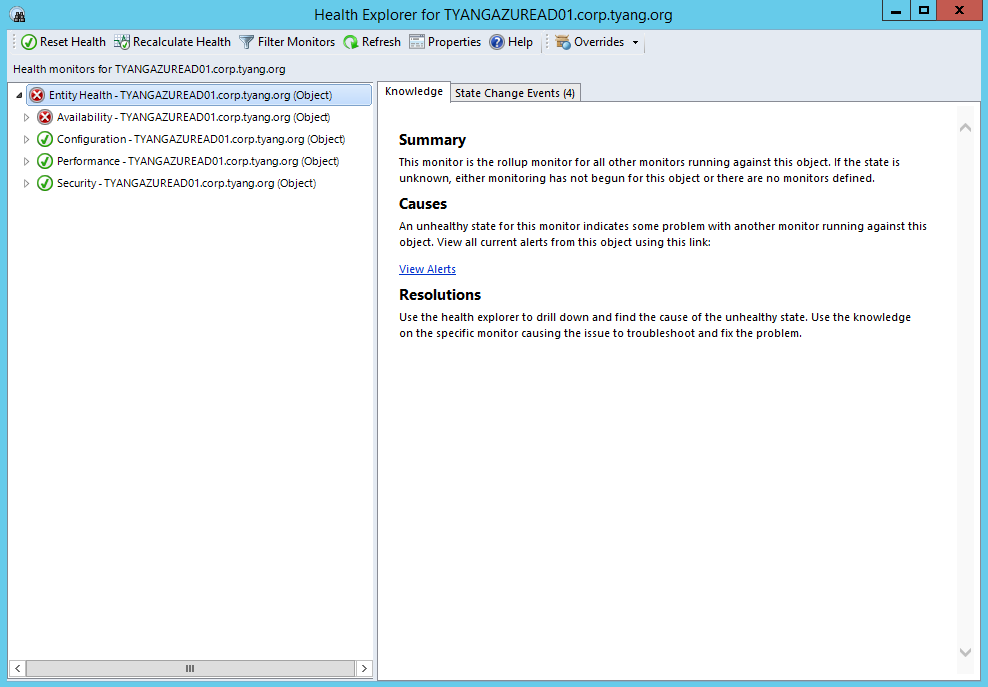 Health Explorer for TYANGAZUREAD01.corp.tyang.org
Reset Health Recalculate Health Filter Monitors Refresh Properties Help Overrides
Health monitors for TYANGAZUREAD01.corp.tyang.org
Entity Health - TYANGAZUREAD01.corp.tyang.org (Object)
Availability - TYANGAZUREAD01.corp.tyang.org (Object)
Configuration - TYANGAZUREAD01.corp.tyang.org (Object)
Performance - TYANGAZUREAD01.corp.tyang.org (Object)
Security - TYANGAZUREAD01.corp.tyang.org (Object)
Knowledge State Change Events (4)
Summary
This monitor is the rollup monitor for all other monitors running against this object. If the state is
unknown, either monitoring has not begun for this object or there are no monitors defined.
Causes
An unhealthy state for this monitor indicates some problem with another monitor running against this
object. View all current alerts from this object using this link:
View Alerts
Resolutions
Use the health explorer to drill down and find the cause of the unhealthy state. Use the knowledge
on the specific monitor causing the issue to troubleshoot and fix the problem.